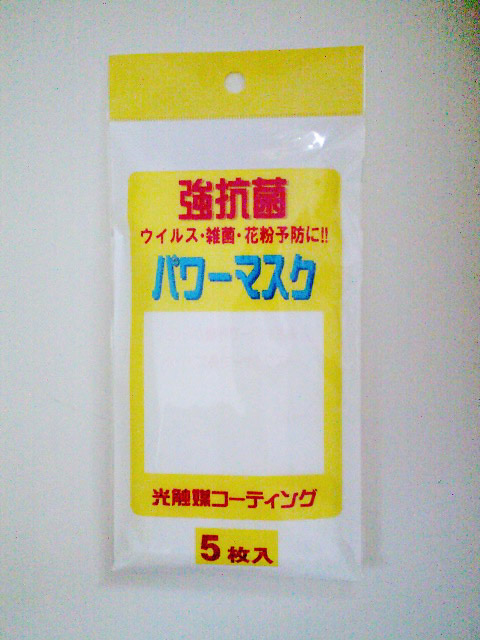 強抗菌
ウイルス・雑菌・花粉予防に!!
パワーマスク
光触媒コーティング
5枚入